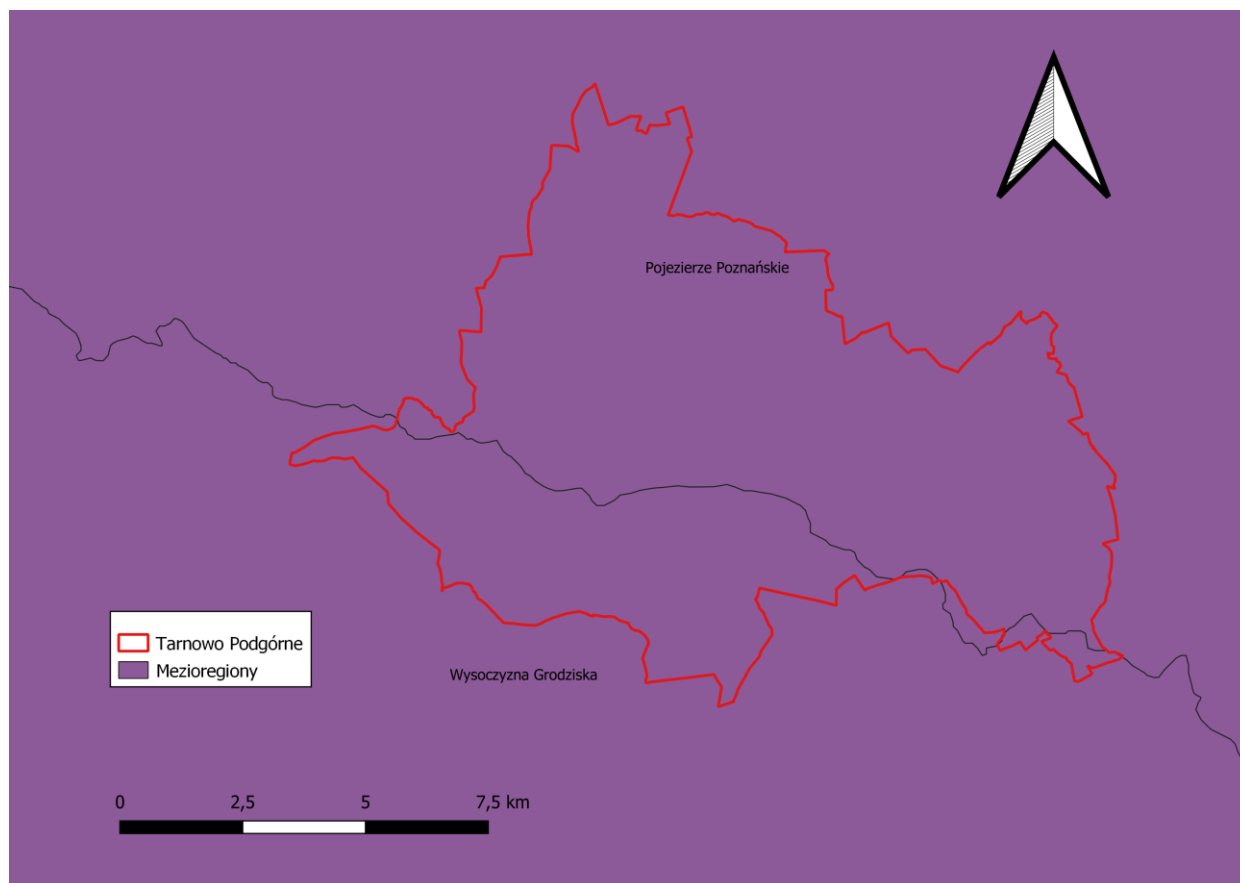 Pojezierze Poznańskie
Tarnowo Podgórne
Mezioregiony
Wysoczyzna Grodziska
0 2,5 5 7,5 km